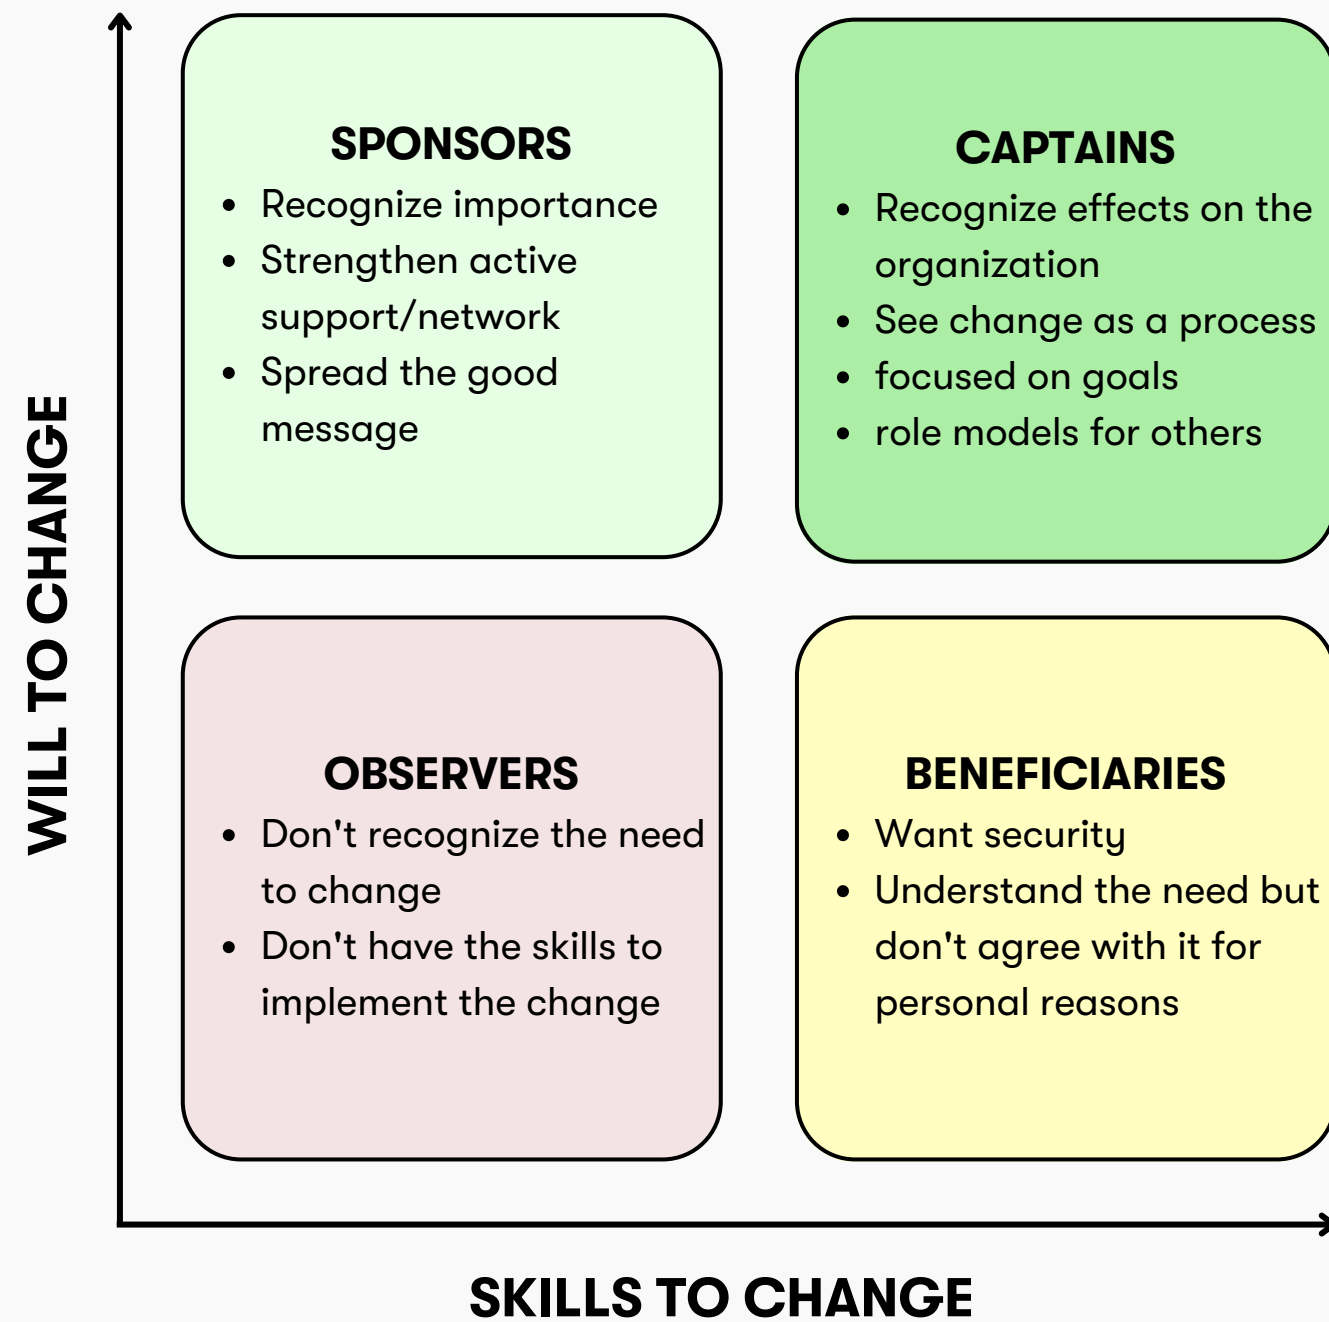 WILL TO CHANGE
SPONSORS
• Recognize importance
• Strengthen active
support/network
• Spread the good
message
CAPTAINS
• Recognize effects on the
organization
• See change as a process
• focused on goals
• role models for others
OBSERVERS
• Don't recognize the need
to change
• Don't have the skills to
implement the change
BENEFICIARIES
• Want security
• Understand the need but
don't agree with it for
personal reasons
SKILLS TO CHANGE